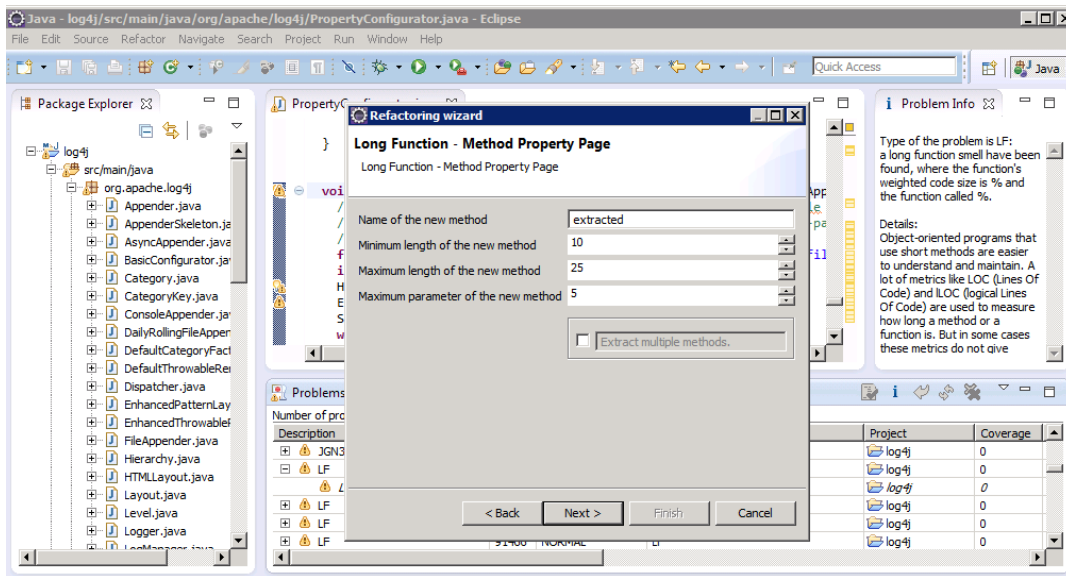 Java - log4j/src/main/java/org/apache/log4j/PropertyConfigurator.java - Eclipse
File Edit Source Refactor Navigate Search Project Run Window Help
Quick Access
Java
Package Explorer
log4j
src/main/java
org.apache.log4j
Appender.java
AppenderSkeleton.ja
AsyncAppender.java
BasicConfigurator.ja
Category.java
CategoryKey.java
ConsoleAppender.ja
DailyRollingFileAppen
DefaultCategoryFact
DefaultThrowableRe
Dispatcher.java
EnhancedPatternLay
EnhancedThrowable
FileAppender.java
Hierarchy.java
HTMLLayout.java
Layout.java
Level.java
Logger.java
LogManager.java
}
voi
Refactoring wizard
Long Function - Method Property Page
Long Function - Method Property Page
Name of the new method
extracted
Minimum length of the new method
10
Maximum length of the new method
25
Maximum parameter of the new method
5
Extract multiple methods.
< Back
Next >
Finish
Cancel
Problem Info
Type of the problem is LF:
a long function smell have been
found, where the function's
weighted code size is % and
the function called %.
Details:
Object-oriented programs that
use short methods are easier
to understand and maintain. A
lot of metrics like LOC (Lines Of
Code) and lLOC (logical Lines
Of Code) are used to measure
how long a method or a
function is. But in some cases
these metrics do not give
Problems
Number of pro
Description
Project
Coverage
JGN3
log4j
0
LF
log4j
0
L
log4j
0
LF
log4j
0
LF
log4j
0
LF
NORMAL
LF
log4j
0